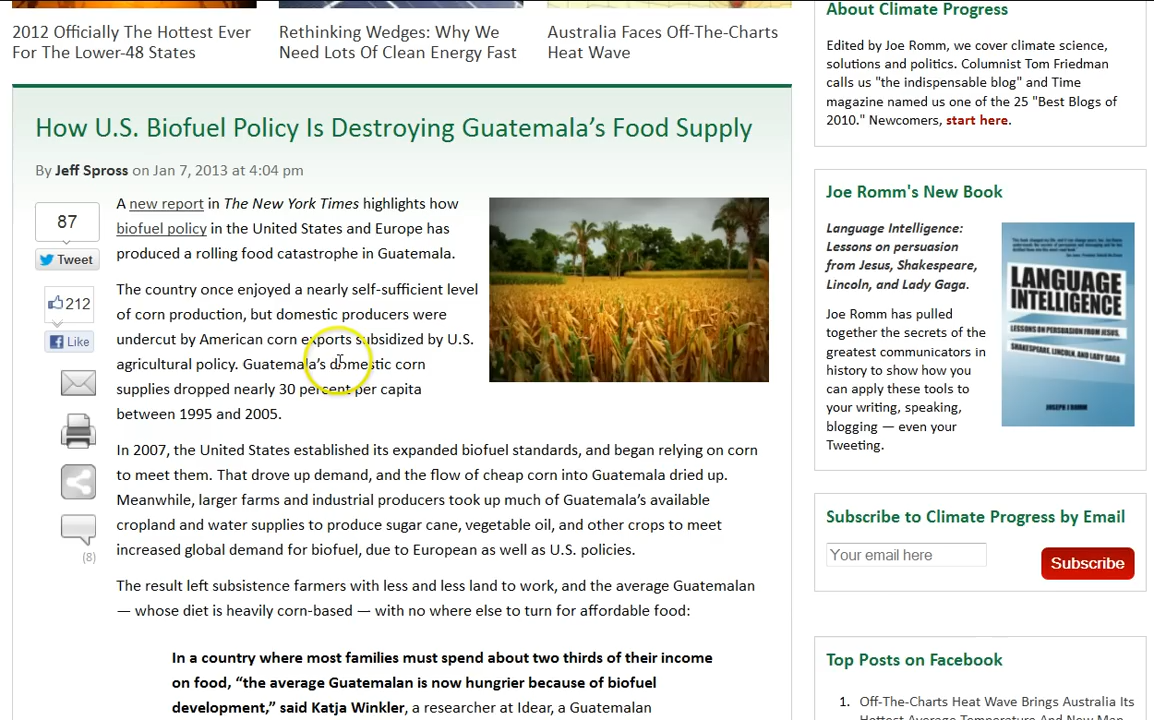 2012 Officially The Hottest Ever
For The Lower-48 States
Rethinking Wedges: Why We
Need Lots Of Clean Energy Fast
Australia Faces Off-The-Charts
Heat Wave
How U.S. Biofuel Policy Is Destroying Guatemala’s Food Supply
By Jeff Spross on Jan 7, 2013 at 4:04 pm
87
Tweet
212
Like
(8)
A new report in The New York Times highlights how
biofuel policy in the United States and Europe has
produced a rolling food catastrophe in Guatemala.
The country once enjoyed a nearly self-sufficient level
of corn production, but domestic producers were
undercut by American corn exports subsidized by U.S.
agricultural policy. Guatemala’s domestic corn
supplies dropped nearly 30 percent per capita
between 1995 and 2005.
In 2007, the United States established its expanded biofuel standards, and began relying on corn
to meet them. That drove up demand, and the flow of cheap corn into Guatemala dried up.
Meanwhile, larger farms and industrial producers took up much of Guatemala’s available
cropland and water supplies to produce sugar cane, vegetable oil, and other crops to meet
increased global demand for biofuel, due to European as well as U.S. policies.
The result left subsistence farmers with less and less land to work, and the average Guatemalan
— whose diet is heavily corn-based — with no where else to turn for affordable food:
In a country where most families must spend about two thirds of their income
on food, “the average Guatemalan is now hungrier because of biofuel
development,” said Katja Winkler, a researcher at Idear, a Guatemalan
About Climate Progress
Edited by Joe Romm, we cover climate science,
solutions and politics. Columnist Tom Friedman
calls us "the indispensable blog" and Time
magazine named us one of the 25 "Best Blogs of
2010." Newcomers, start here.
Joe Romm's New Book
Language Intelligence:
Lessons on persuasion
from Jesus, Shakespeare,
Lincoln, and Lady Gaga.
Joe Romm has pulled
together the secrets of the
greatest communicators in
history to show how you
can apply these tools to
your writing, speaking,
blogging — even your
Tweeting.
LANGUAGE
INTELLIGENCE
LESSONS ON PERSUASION FROM JESUS,
SHAKESPEARE, LINCOLN, AND LADY GAGA
JOSEPH J ROMM
Subscribe to Climate Progress by Email
Your email here
Subscribe
Top Posts on Facebook
1. Off-The-Charts Heat Wave Brings Australia Its
Hottest Average Temperature And New Map